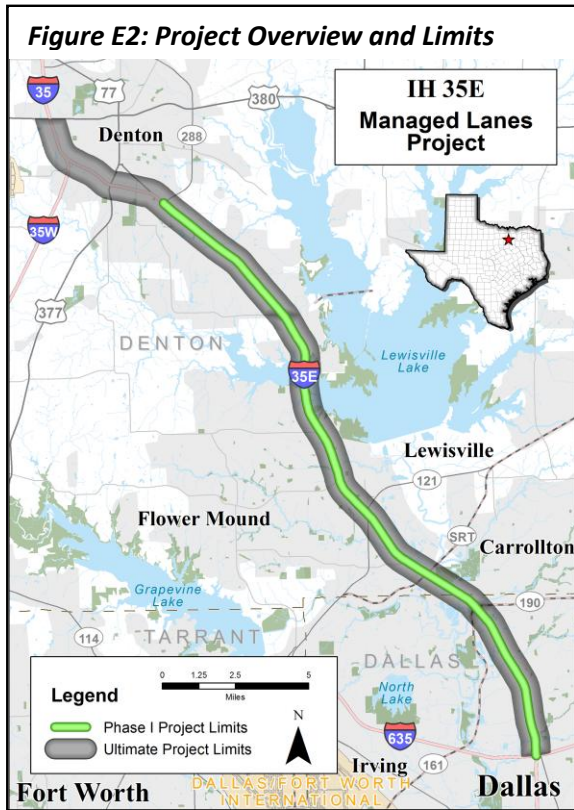 Figure E2: Project Overview and Limits
IH 35E
Managed Lanes
Project
35
77
380
Denton
288
35W
377
DENTON
Lewisville
Lake
35E
Lewisville
121
Flower Mound
SRT
Carrollton
Grapevine
Lake
190
114
TARRANT
DALLAS
North
Lake
635
161
Irving
Legend
0 1.25 2.5 5
Miles
Phase I Project Limits
Ultimate Project Limits
N
Fort Worth
DALLAS/FORT WORTH
INTERNATIONAL
Dallas